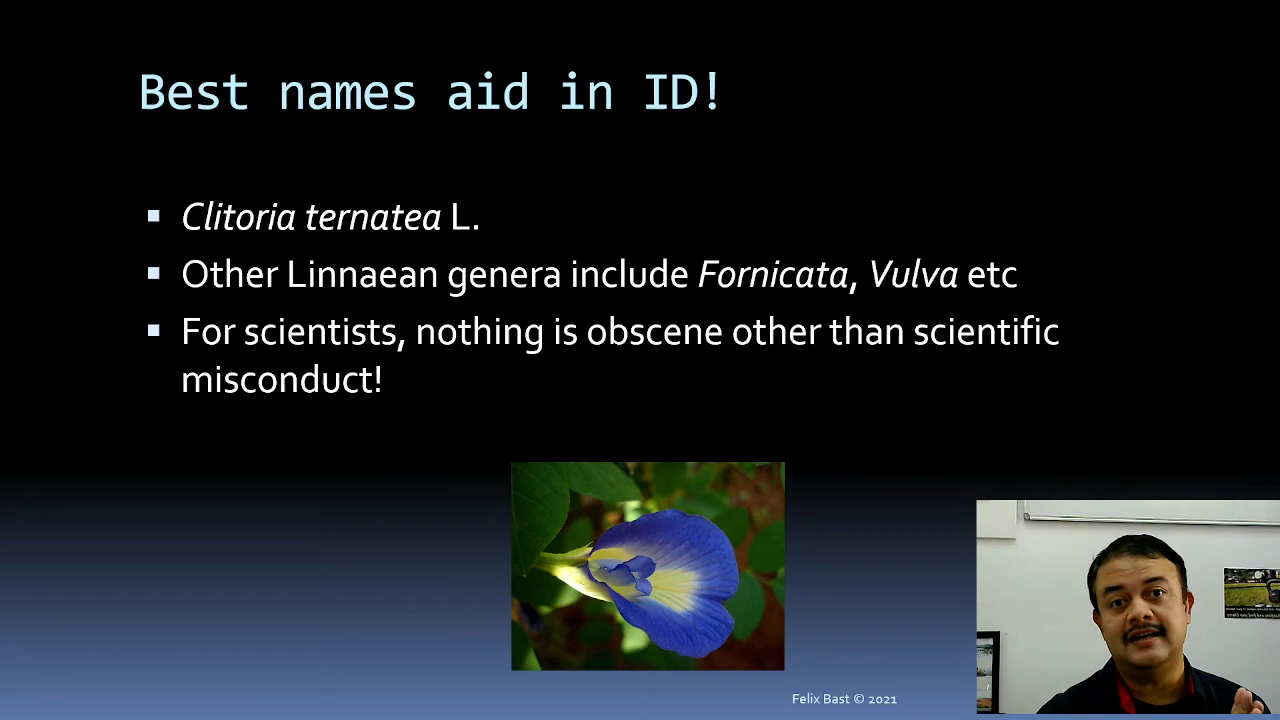 Best names aid in ID!
Clitoria ternatea L.
Other Linnaean genera include Fornicata, Vulva etc
For scientists, nothing is obscene other than scientific
misconduct!
Felix Bast © 2021